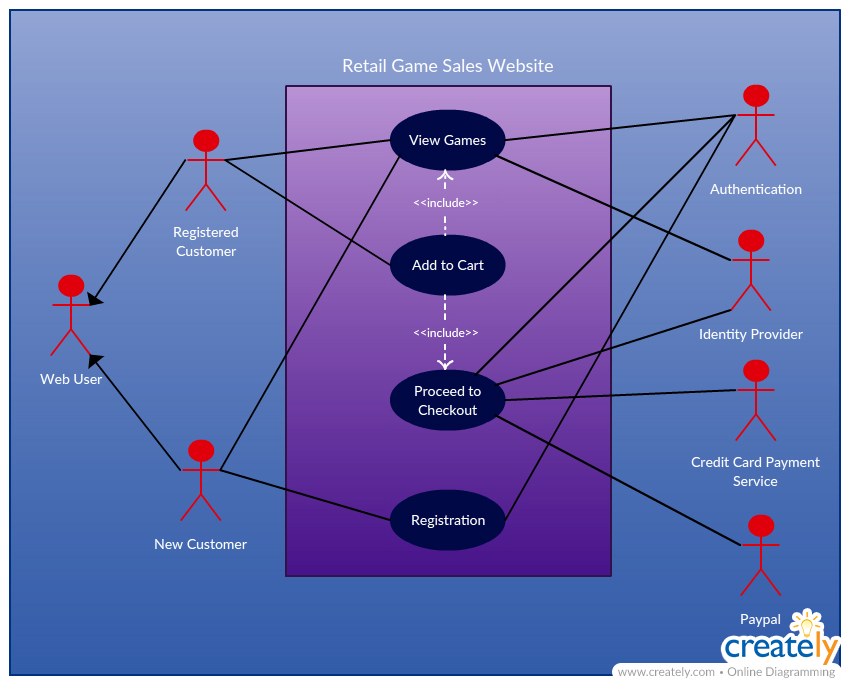 Retail Game Sales Website
View Games
Authentication
Registered
Customer
<<include>>
Add to Cart
Identity Provider
<<include>>
Web User
Proceed to
Checkout
Credit Card Payment
Service
Registration
New Customer
Paypal
creately
www.creately.com • Online Diagramming